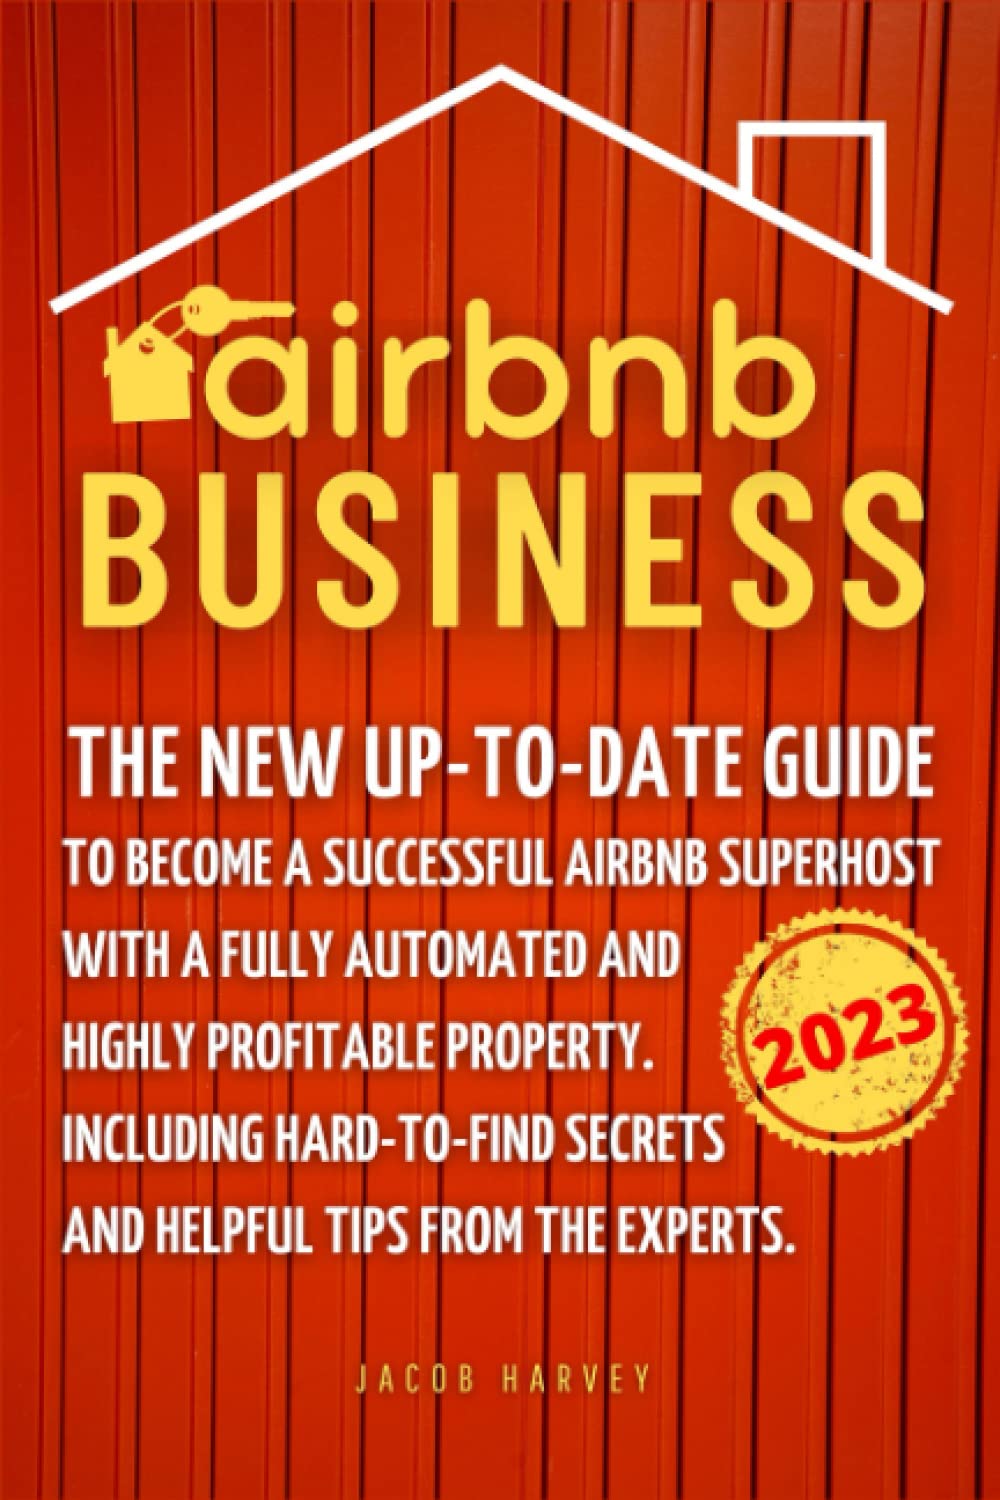 airbnb
BUSINESS
THE NEW UP-TO-DATE GUIDE
TO BECOME A SUCCESSFUL AIRBNB SUPERHOST
WITH A FULLY AUTOMATED AND
HIGHLY PROFITABLE PROPERTY.
INCLUDING HARD-TO-FIND SECRETS
AND HELPFUL TIPS FROM THE EXPERTS.
2023
JACOB HARVEY